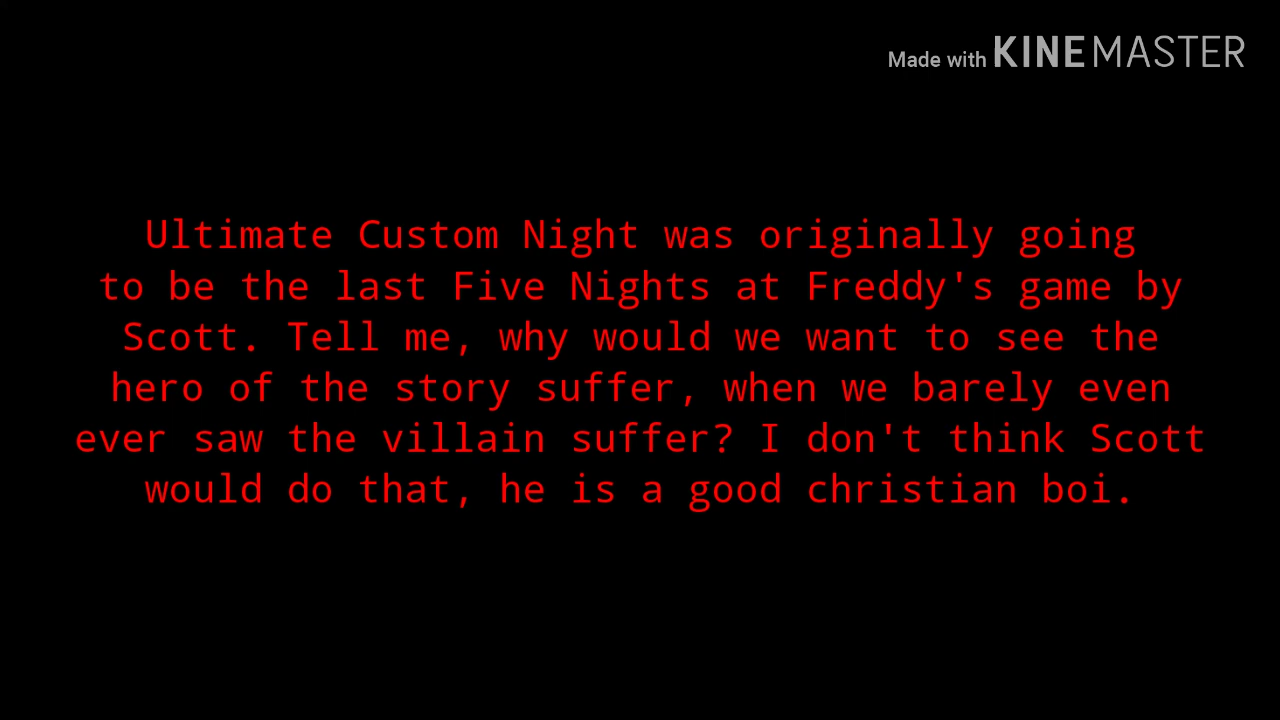 Made with KINEMASTER
Ultimate Custom Night was originally going
to be the last Five Nights at Freddy's game by
Scott. Tell me, why would we want to see the
hero of the story suffer, when we barely even
ever saw the villain suffer? I don't think Scott
would do that, he is a good christian boi.